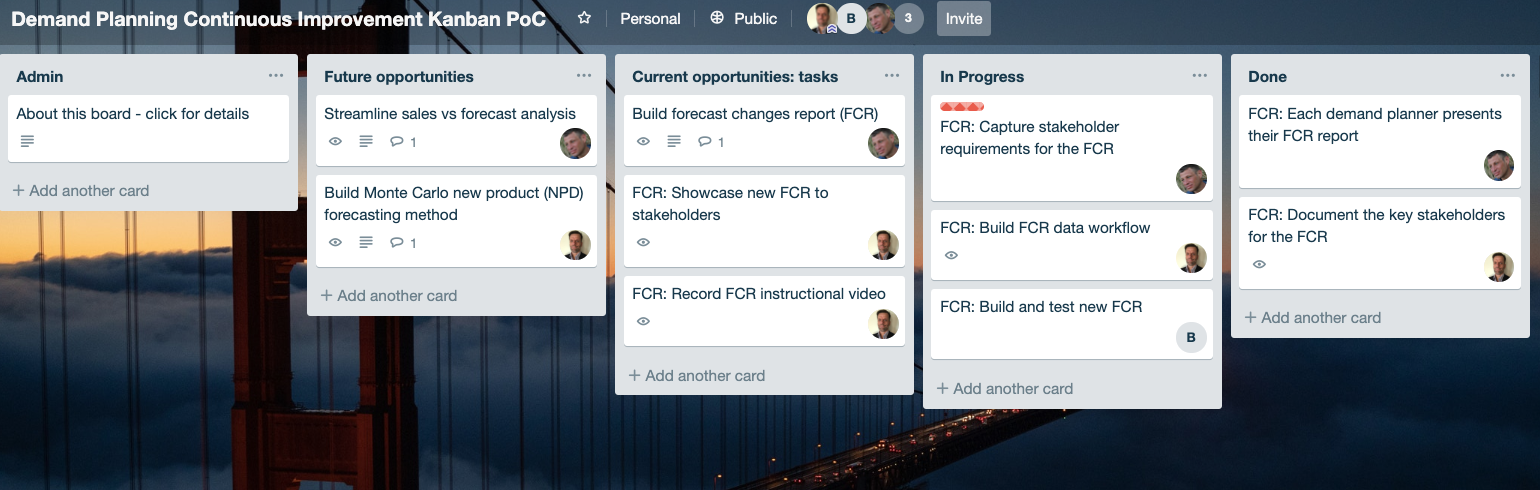 Demand Planning Continuous Improvement Kanban PoC
Personal
Public
B
3
Invite
Admin
About this board - click for details
+ Add another card
Future opportunities
Streamline sales vs forecast analysis
1
Build Monte Carlo new product (NPD)
forecasting method
1
+ Add another card
Current opportunities: tasks
Build forecast changes report (FCR)
1
FCR: Showcase new FCR to
stakeholders
FCR: Record FCR instructional video
+ Add another card
In Progress
FCR: Capture stakeholder
requirements for the FCR
FCR: Build FCR data workflow
FCR: Build and test new FCR
B
+ Add another card
Done
FCR: Each demand planner presents
their FCR report
FCR: Document the key stakeholders
for the FCR
+ Add another card